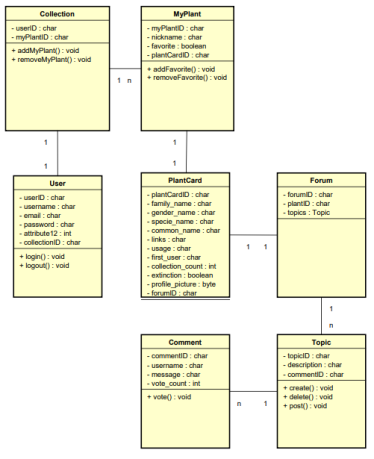 Collection
- userID : char
- myPlantID : char
+ addMyPlant() : void
+ removeMyPlant() : void
MyPlant
- myPlantID : char
- nickname : char
- favorite : boolean
- plantCardID : char
+ addFavorite() : void
+ removeFavorite() : void
1 n
1
1
1
1
User
- userID : char
- username : char
- email : char
- password : char
- attribute12 : int
- collectionID : char
+ login() : void
+ logout() : void
PlantCard
- plantCardID : char
- family_name : char
- gender_name : char
- specie_name : char
- common_name : char
- links : char
- usage : char
- first_user : char
- collection_count : int
- extinction : boolean
- profile_picture : byte
- forumID : char
1 1
Forum
- forumID : char
- plantID : char
- topics : Topic
1
n
Comment
- commentID : char
- username : char
- message : char
- vote_count : int
+ vote() : void
n 1
Topic
- topicID : char
- description : char
- commentID : char
+ create() : void
+ delete() : void
+ post() : void